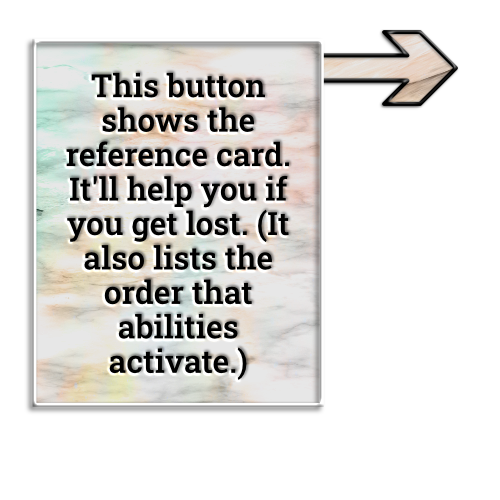 This button
shows the
reference card.
It'll help you if
you get lost. (It
also lists the
order that
abilities
activate.)